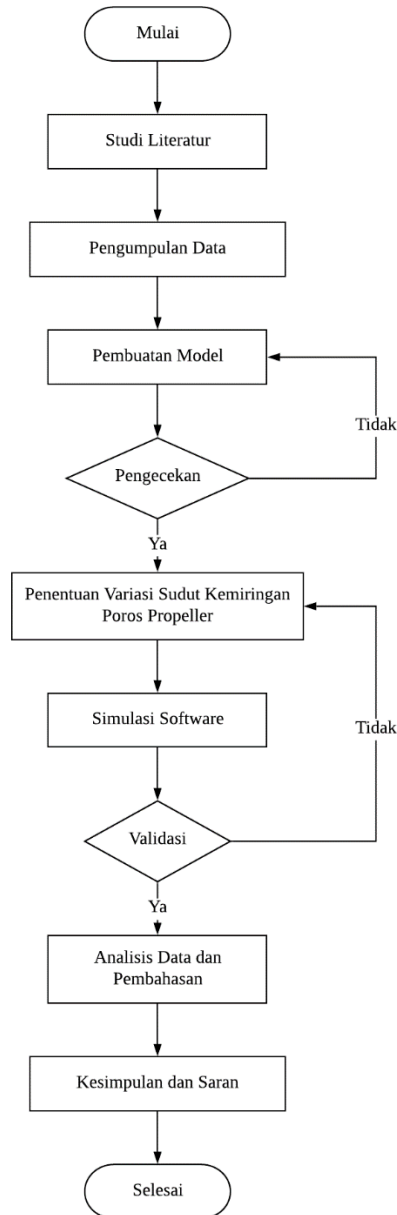 Mulai
Studi Literatur
Pengumpulan Data
Pembuatan Model
Tidak
Pengecekan
Ya
Penentuan Variasi Sudut Kemiringan
Poros Propeller
Simulasi Software
Tidak
Validasi
Ya
Analisis Data dan
Pembahasan
Kesimpulan dan Saran
Selesai